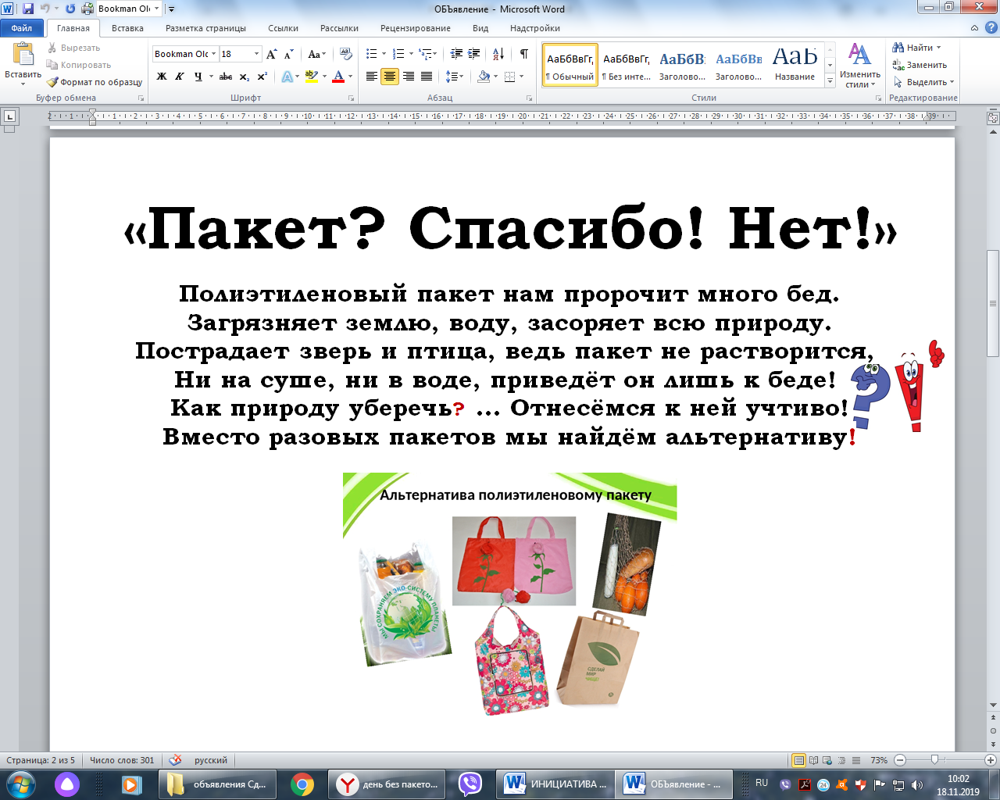 ОБЪявление - Microsoft Word
Bookman Ol
Файл Главная Вставка Разметка страницы Ссылки Рассылки Рецензирование Вид Надстройки
Вставить
Вырезать
Копировать
Формат по образцу
Буфер обмена
Bookman Old 18
Шрифт
Абзац
АаБбВвГг, АаБбВвГг, АаБбВ АаБбВв АаБ
¶ Обычный ¶ Без инте... Заголово... Заголово... Название
Изменить стили
Стили
Найти
Заменить
Выделить
Редактирование
«Пакет? Спасибо! Нет!»
Полиэтиленовый пакет нам пророчит много бед.
Загрязняет землю, воду, засоряет всю природу.
Пострадает зверь и птица, ведь пакет не растворится,
Ни на суше, ни в воде, приведёт он лишь к беде!
Как природу уберечь? ... Отнесёмся к ней учтиво!
Вместо разовых пакетов мы найдём альтернативу!
Альтернатива полиэтиленовому пакету
МЫ СОХРАНЯЕМ ЭКО-СИСТЕМУ ПЛАНЕТЫ
СДЕЛАЙ
МИР
ЧИЩЕ!
Страница: 2 из 5 Число слов: 301 русский 73%
объявления Сд... день без пакето... ИНИЦИАТИВА ... ОБЪявление - ... RU 10:02
18.11.2019